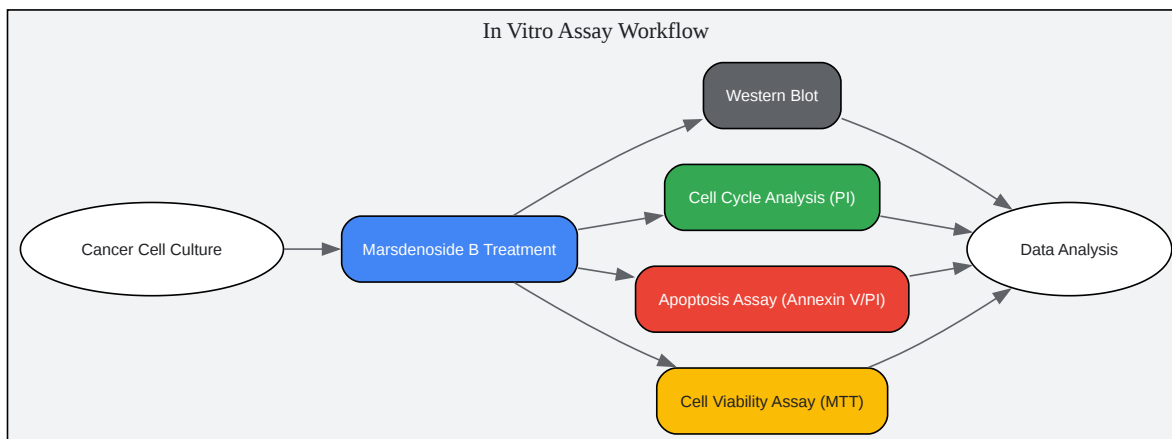 In Vitro Assay Workflow
Western Blot
Cell Cycle Analysis (PI)
Cancer Cell Culture
Marsdenoside B Treatment
Data Analysis
Apoptosis Assay (Annexin V/PI)
Cell Viability Assay (MTT)